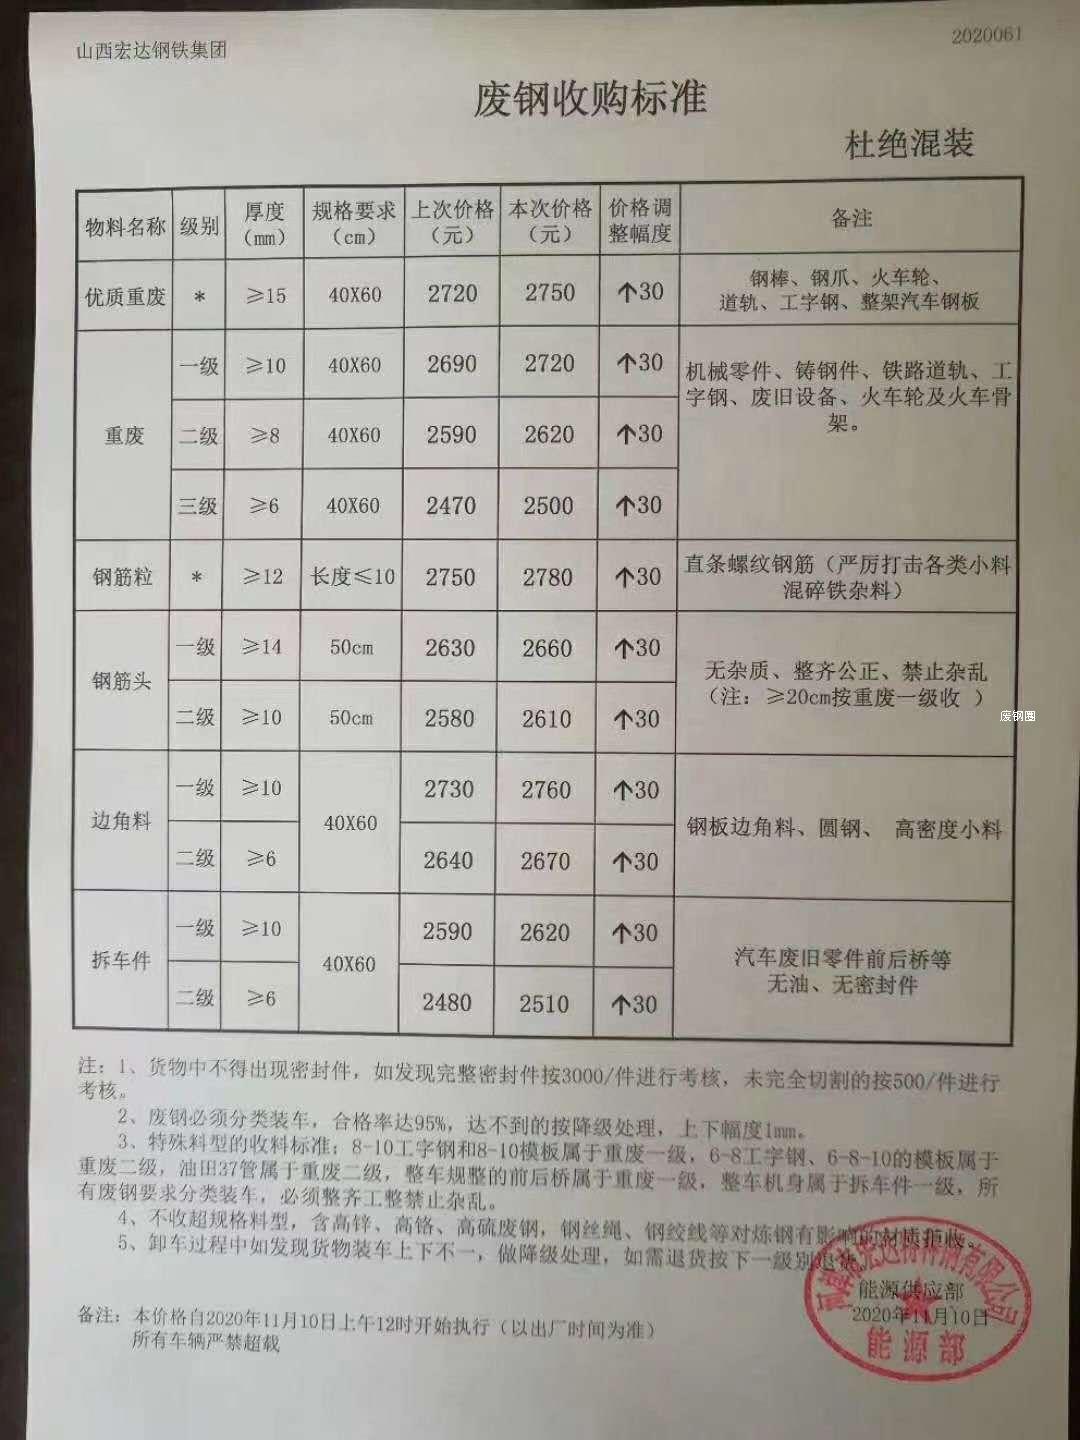 山西宏达钢铁集团
2020061
废钢收购标准
杜绝混装
物料名称 级别 厚度(mm) 规格要求(cm) 上次价格(元) 本次价格(元) 价格调整幅度 备注
优质重废 * ≥15 40X60 2720 2750 ↑30 钢棒、钢爪、火车轮、
道轨、工字钢、整架汽车钢板
重废
一级 ≥10 40X60 2690 2720 ↑30
二级 ≥8 40X60 2590 2620 ↑30
三级 ≥6 40X60 2470 2500 ↑30
机械零件、铸钢件、铁路道轨、工
字钢、废旧设备、火车轮及火车骨
架。
钢筋粒 * ≥12 长度≤10 2750 2780 ↑30 直条螺纹钢筋（严厉打击各类小料
混碎铁杂料）
钢筋头
一级 ≥14 50cm 2630 2660 ↑30
二级 ≥10 50cm 2580 2610 ↑30
无杂质、整齐公正、禁止杂乱
（注：≥20cm按重废一级收 ）
废钢圈
边角料
一级 ≥10 40X60 2730 2760 ↑30
二级 ≥6 2640 2670 ↑30
钢板边角料、圆钢、 高密度小料
拆车件
一级 ≥10 40X60 2590 2620 ↑30
二级 ≥6 2480 2510 ↑30
汽车废旧零件前后桥等
无油、无密封件
注：1、货物中不得出现密封件，如发现完整密封件按3000/件进行考核，未完全切割的按500/件进行
考核。
2、废钢必须分类装车，合格率达95%，达不到的按降级处理，上下幅度1mm。
3、特殊料型的收料标准：8-10工字钢和8-10模板属于重废一级，6-8工字钢、6-8-10的模板属于
重废二级，油田37管属于重废二级，整车规整的前后桥属于重废一级，整车机身属于拆车件一级，所
有废钢要求分类装车，必须整齐工整禁止杂乱。
4、不收超规格料型，含高锌、高铬、高硫废钢，钢丝绳、钢绞线等对炼钢有影响的材质拒收。
5、卸车过程中如发现货物装车上下不一，做降级处理，如需退货按下一级别退货。
能源供应部
2020年11月10日
能源部
备注：本价格自2020年11月10日上午12时开始执行（以出厂时间为准）
所有车辆严禁超载